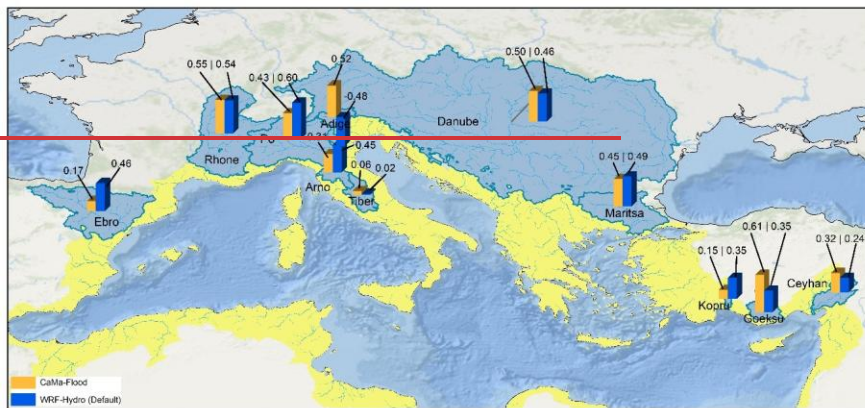 0.52
0.50 | 0.46
0.55 | 0.54
0.43 | 0.60
-0.48
Adige
Danube
Rhone
0.45
0.46
0.17
0.45 | 0.49
Arno
0.06
0.02
Tiber
Ebro
Maritsa
0.61 | 0.35
0.32 | 0.24
0.15 | 0.35
Ceyhan
Kopru
Goeksu
CaMa-Flood
WRF-Hydro (Default)